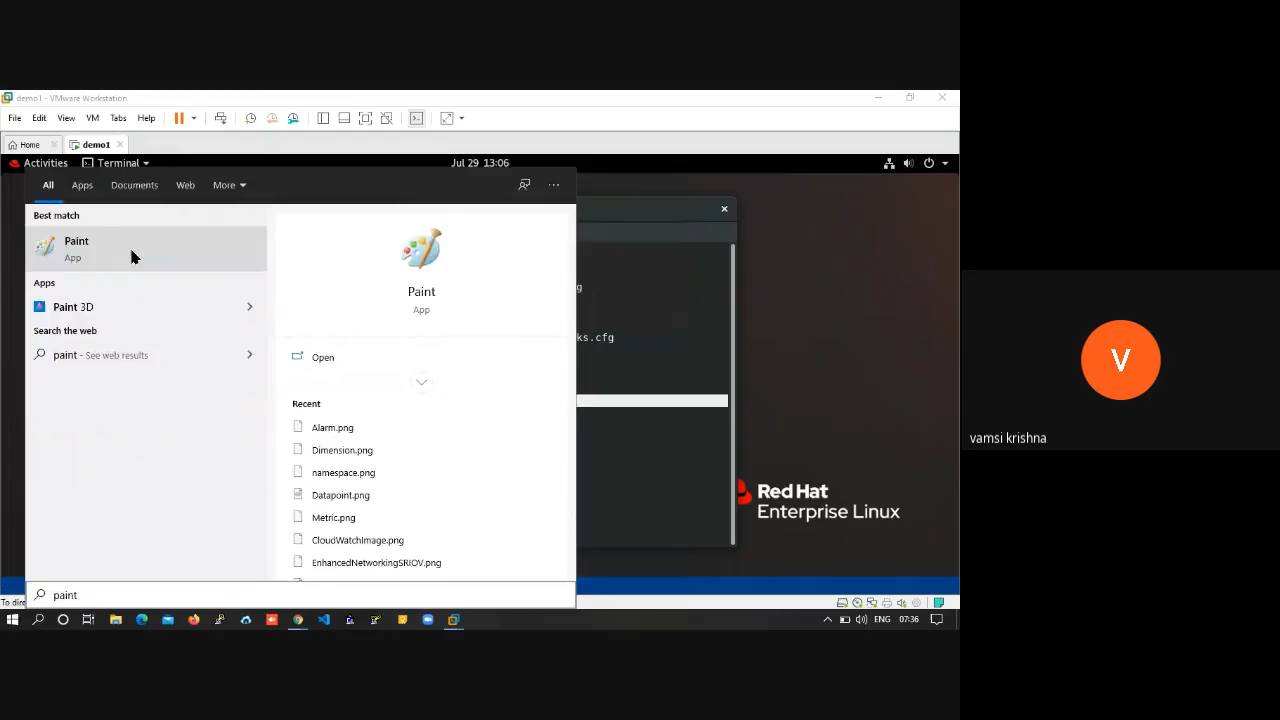 demo1 - VMware Workstation
File Edit View VM Tabs Help
Home demo1
Activities Terminal Jul 29 13:06
All Apps Documents Web More
Best match
Paint
App
Apps
Paint 3D
Search the web
paint - See web results
Paint
App
Open
Recent
Alarm.png
Dimension.png
namespace.png
Datapoint.png
Metric.png
CloudWatchImage.png
EnhancedNetworkingSRIOV.png
g
ks.cfg
Red Hat
Enterprise Linux
paint
To dire
ENG 07:36
V
vamsi krishna